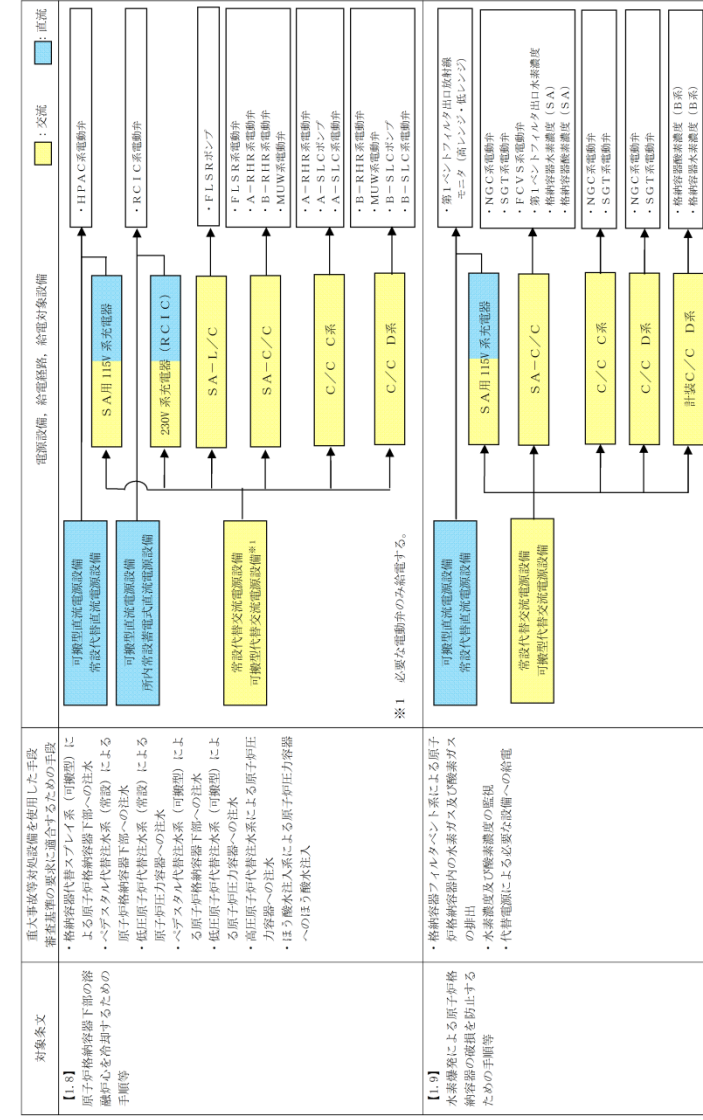 対象条文
重大事故等対処設備を使用した手段
審査基準の要求に適合するための手段
電源設備，給電経路，給電対象設備
：交流
：直流
【1.8】
原子炉格納容器下部の溶
融炉心を冷却するための
手順等
・格納容器代替スプレイ系（可搬型）に
よる原子炉格納容器下部への注水
・ペデスタル代替注水系（常設）による
原子炉格納容器下部への注水
・低圧原子炉代替注水系（常設）による
原子炉圧力容器への注水
・ペデスタル代替注水系（可搬型）によ
る原子炉格納容器下部への注水
・低圧原子炉代替注水系（可搬型）によ
る原子炉圧力容器への注水
・高圧原子炉代替注水系による原子炉圧
力容器への注水
・ほう酸水注入系による原子炉圧力容器
へのほう酸水注入
可搬型直流電源設備
常設代替直流電源設備
可搬型直流電源設備
所内常設蓄電式直流電源設備
常設代替交流電源設備
可搬型代替交流電源設備※1
※1　必要な電動弁のみ給電する。
ＳＡ用 115V 系充電器
230V 系充電器（ＲＣＩＣ）
ＳＡ－Ｌ／Ｃ
ＳＡ－Ｃ／Ｃ
Ｃ／Ｃ　Ｃ系
Ｃ／Ｃ　Ｄ系
・ＨＰＡＣ系電動弁
・ＲＣＩＣ系電動弁
・ＦＬＳＲポンプ
・ＦＬＳＲ系電動弁
・Ａ－ＲＨＲ系電動弁
・Ｂ－ＲＨＲ系電動弁
・MUW系電動弁
・Ａ－ＲＨＲ系電動弁
・Ａ－ＳＬＣポンプ
・Ａ－ＳＬＣ系電動弁
・Ｂ－ＲＨＲ系電動弁
・MUW系電動弁
・Ｂ－ＳＬＣポンプ
・Ｂ－ＳＬＣ系電動弁
【1.9】
水素爆発による原子炉格
納容器の破損を防止する
ための手順等
・格納容器フィルタベント系による原子
炉格納容器内の水素ガス及び酸素ガス
の排出
・水素濃度及び酸素濃度の監視
・代替電源による必要な設備への給電
可搬型直流電源設備
常設代替直流電源設備
常設代替交流電源設備
可搬型代替交流電源設備
ＳＡ用 115V 系充電器
ＳＡ－Ｃ／Ｃ
Ｃ／Ｃ　Ｃ系
Ｃ／Ｃ　Ｄ系
計装Ｃ／Ｃ　Ｄ系
・第１ベントフィルタ出口放射線
モニタ（高レンジ・低レンジ）
・ＮＧＣ系電動弁
・ＳＧＴ系電動弁
・ＦＣＶＳ系電動弁
・第１ベントフィルタ出口水素濃度
・格納容器水素濃度（ＳＡ）
・格納容器酸素濃度（ＳＡ）
・ＮＧＣ系電動弁
・ＳＧＴ系電動弁
・ＮＧＣ系電動弁
・ＳＧＴ系電動弁
・格納容器酸素濃度（Ｂ系）
・格納容器水素濃度（Ｂ系）